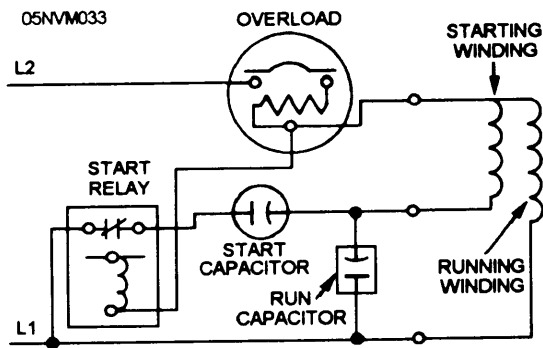 05NVM033
OVERLOAD
STARTING
WINDING
L2
START
RELAY
START
CAPACITOR
RUN
CAPACITOR
RUNNING
WINDING
L1